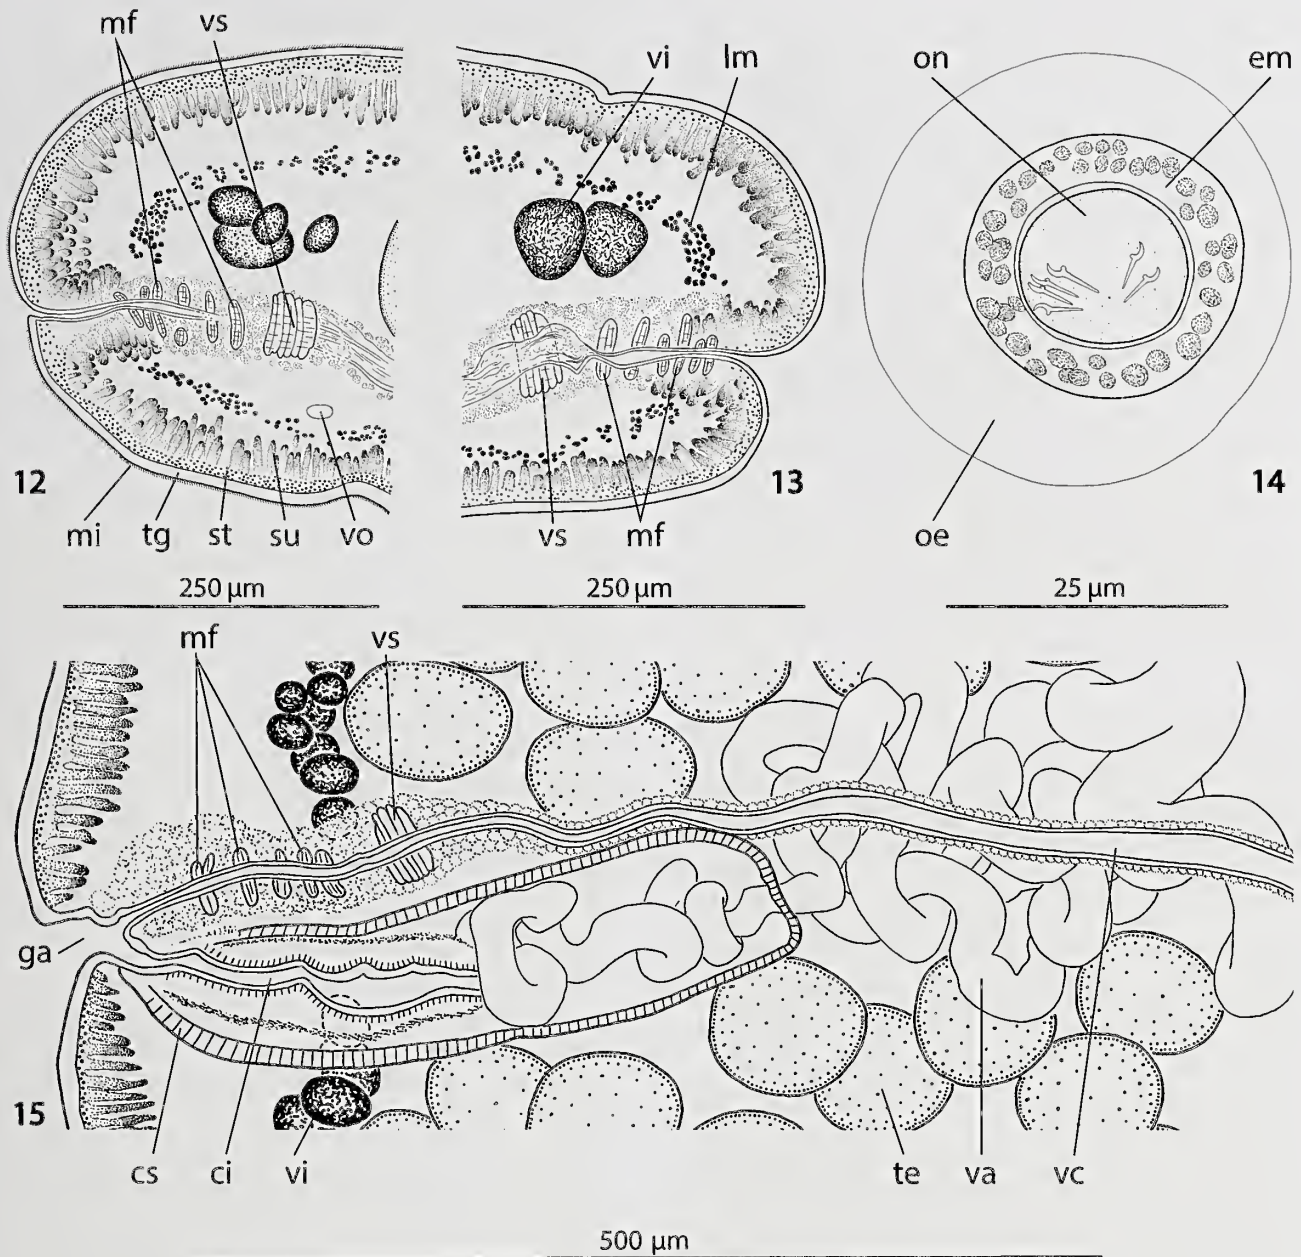 mf vs
vi lm
on em
12
13
14
mi tg st su vo
vs mf
oe
250 µm
250 µm
25 µm
mf vs
ga
15
cs ci vi te va vc
500 µm